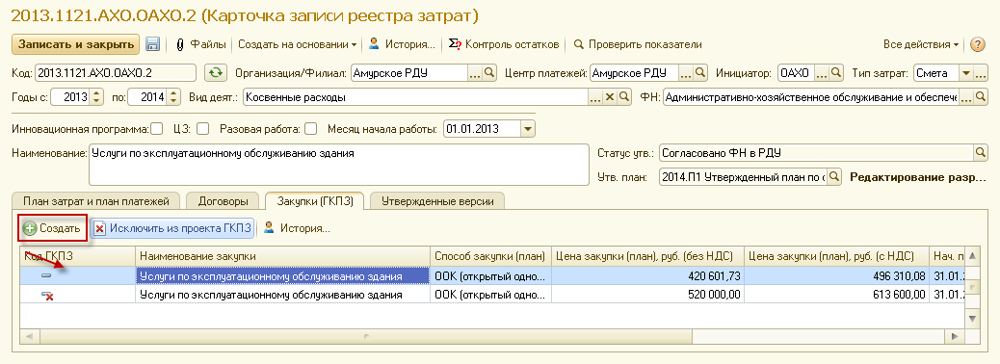 2013.1121.АХО.ОАХО.2 (Карточка записи реестра затрат)
Записать и закрыть Файлы Создать на основании История... Контроль остатков Проверить показатели Все действия
Код: 2013.1121.АХО.ОАХО.2 Организация/Филиал: Амурское РДУ ... Центр платежей: Амурское РДУ ... Инициатор: ОАХО ... Тип затрат: Смета ...
Годы с: 2013 по: 2014 Вид деят.: Косвенные расходы ... ФН: Административно-хозяйственное обслуживание и обеспече ...
Инновационная программа: ЦЗ: Разовая работа: Месяц начала работы: 01.01.2013
Наименование: Услуги по эксплуатационному обслуживанию здания Статус утв.: Согласовано ФН в РДУ
Утв. план: 2014.П1 Утвержденный план по с Редактирование разр...
План затрат и план платежей Договоры Закупки (ГКПЗ) Утвержденные версии
Создать Исключить из проекта ГКПЗ История...
Код ГКПЗ Наименование закупки Способ закупки (план) Цена закупки (план), руб. (без НДС) Цена закупки (план), руб. (с НДС) Нач. п
Услуги по эксплуатационному обслуживанию здания ООК (открытый одно... 420 601,73 496 310,08 31.01.2
Услуги по эксплуатационному обслуживанию здания ООК (открытый одно... 520 000,00 613 600,00 31.01.2